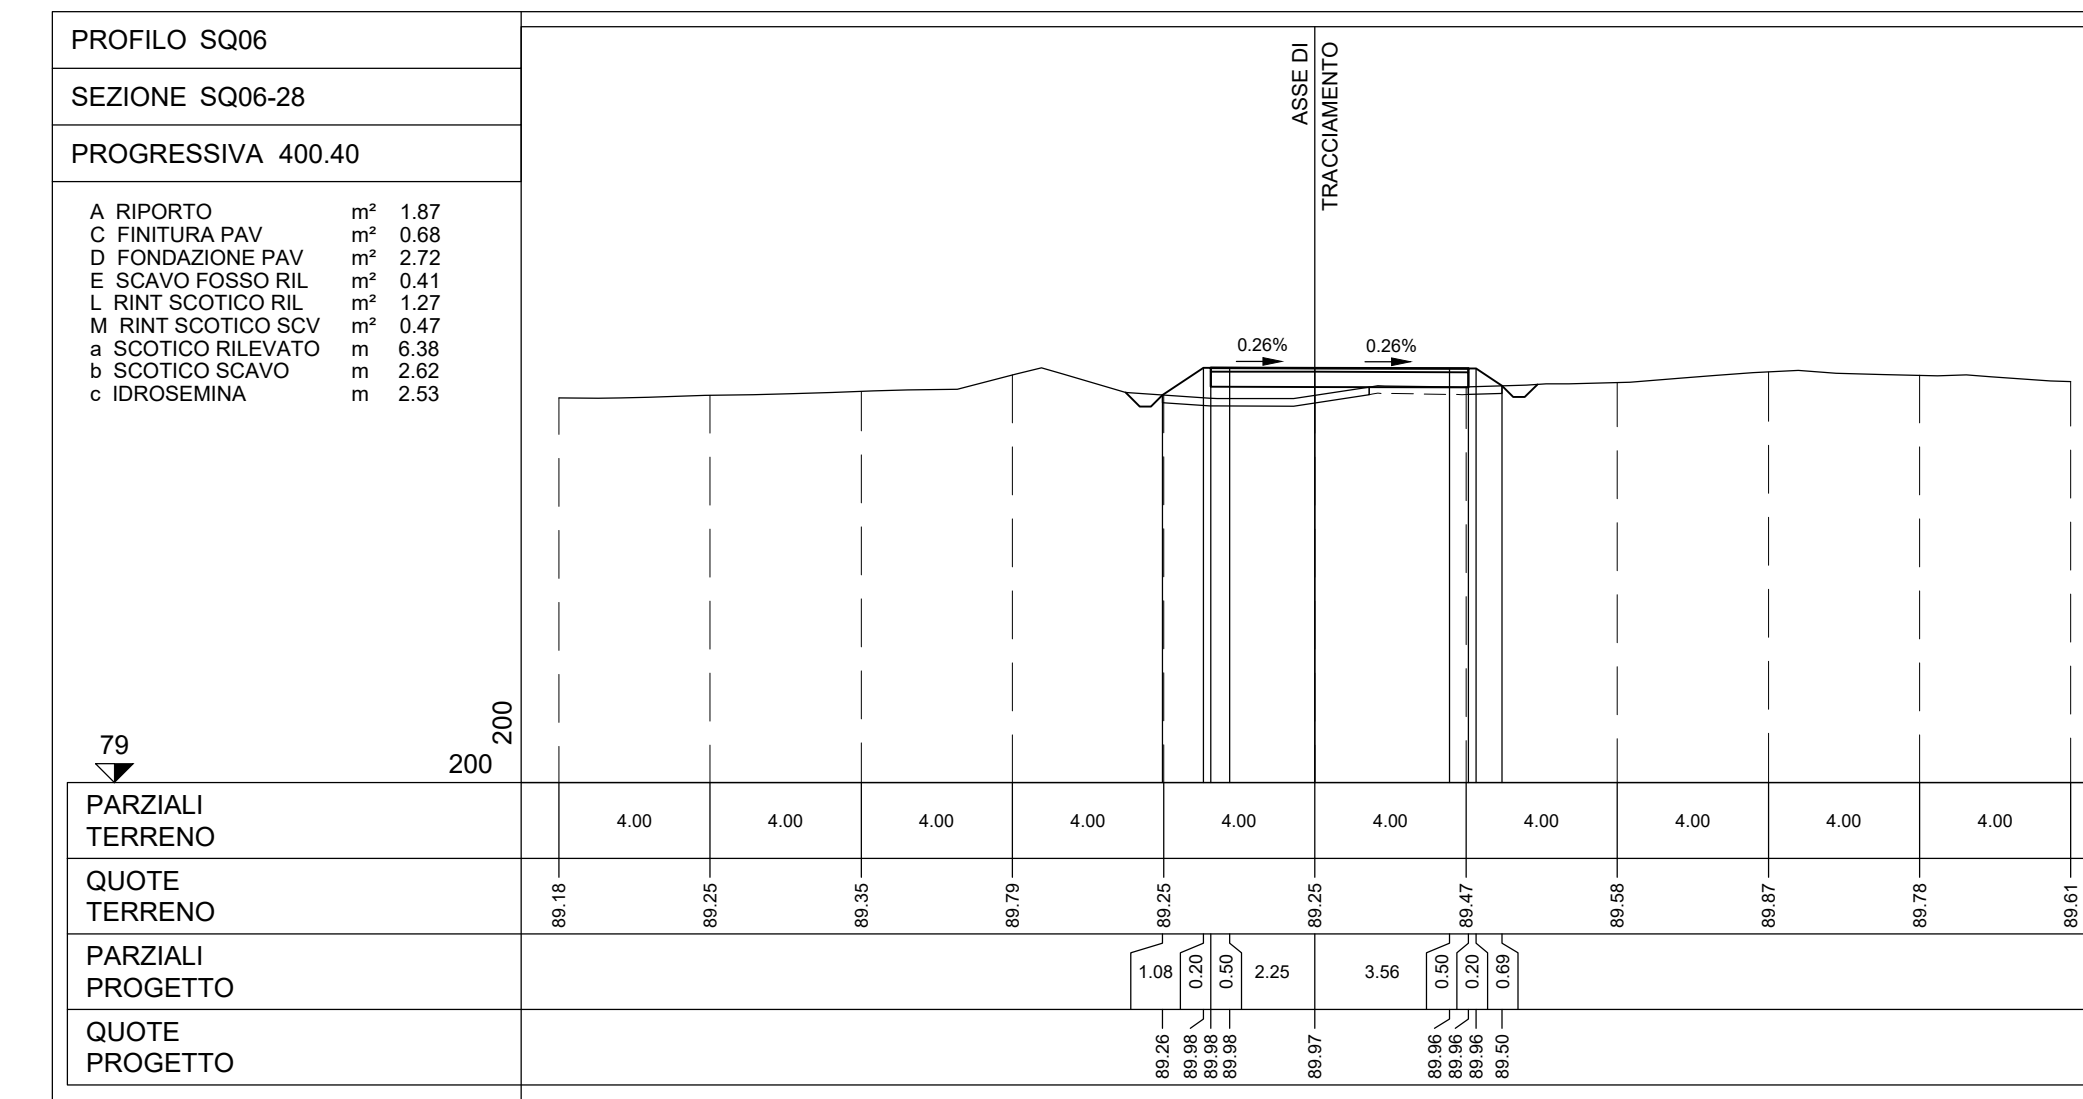 PROFILO SQ06
SEZIONE SQ06-28
PROGRESSIVA 400.40
A RIPORTO m² 1.87
C FINITURA PAV m² 0.68
D FONDAZIONE PAV m² 2.72
E SCAVO FOSSO RIL m² 0.41
L RINT SCOTICO RIL m² 1.27
M RINT SCOTICO SCV m² 0.47
a SCOTICO RILEVATO m 6.38
b SCOTICO SCAVO m 2.62
c IDROSEMINA m 2.53
ASSE DI
TRACCIAMENTO
0.26% 0.26%
200
79
200
PARZIALI
TERRENO
4.00 4.00 4.00 4.00 4.00 4.00 4.00 4.00 4.00 4.00
QUOTE
TERRENO
89.18 89.25 89.35 89.79 89.25 89.25 89.47 89.58 89.87 89.78 89.61
PARZIALI
PROGETTO
1.08 0.20 0.50 2.25 3.56 0.50 0.20 0.69
QUOTE
PROGETTO
89.26 89.98 89.98 89.98 89.97 89.96 89.96 89.96 89.50